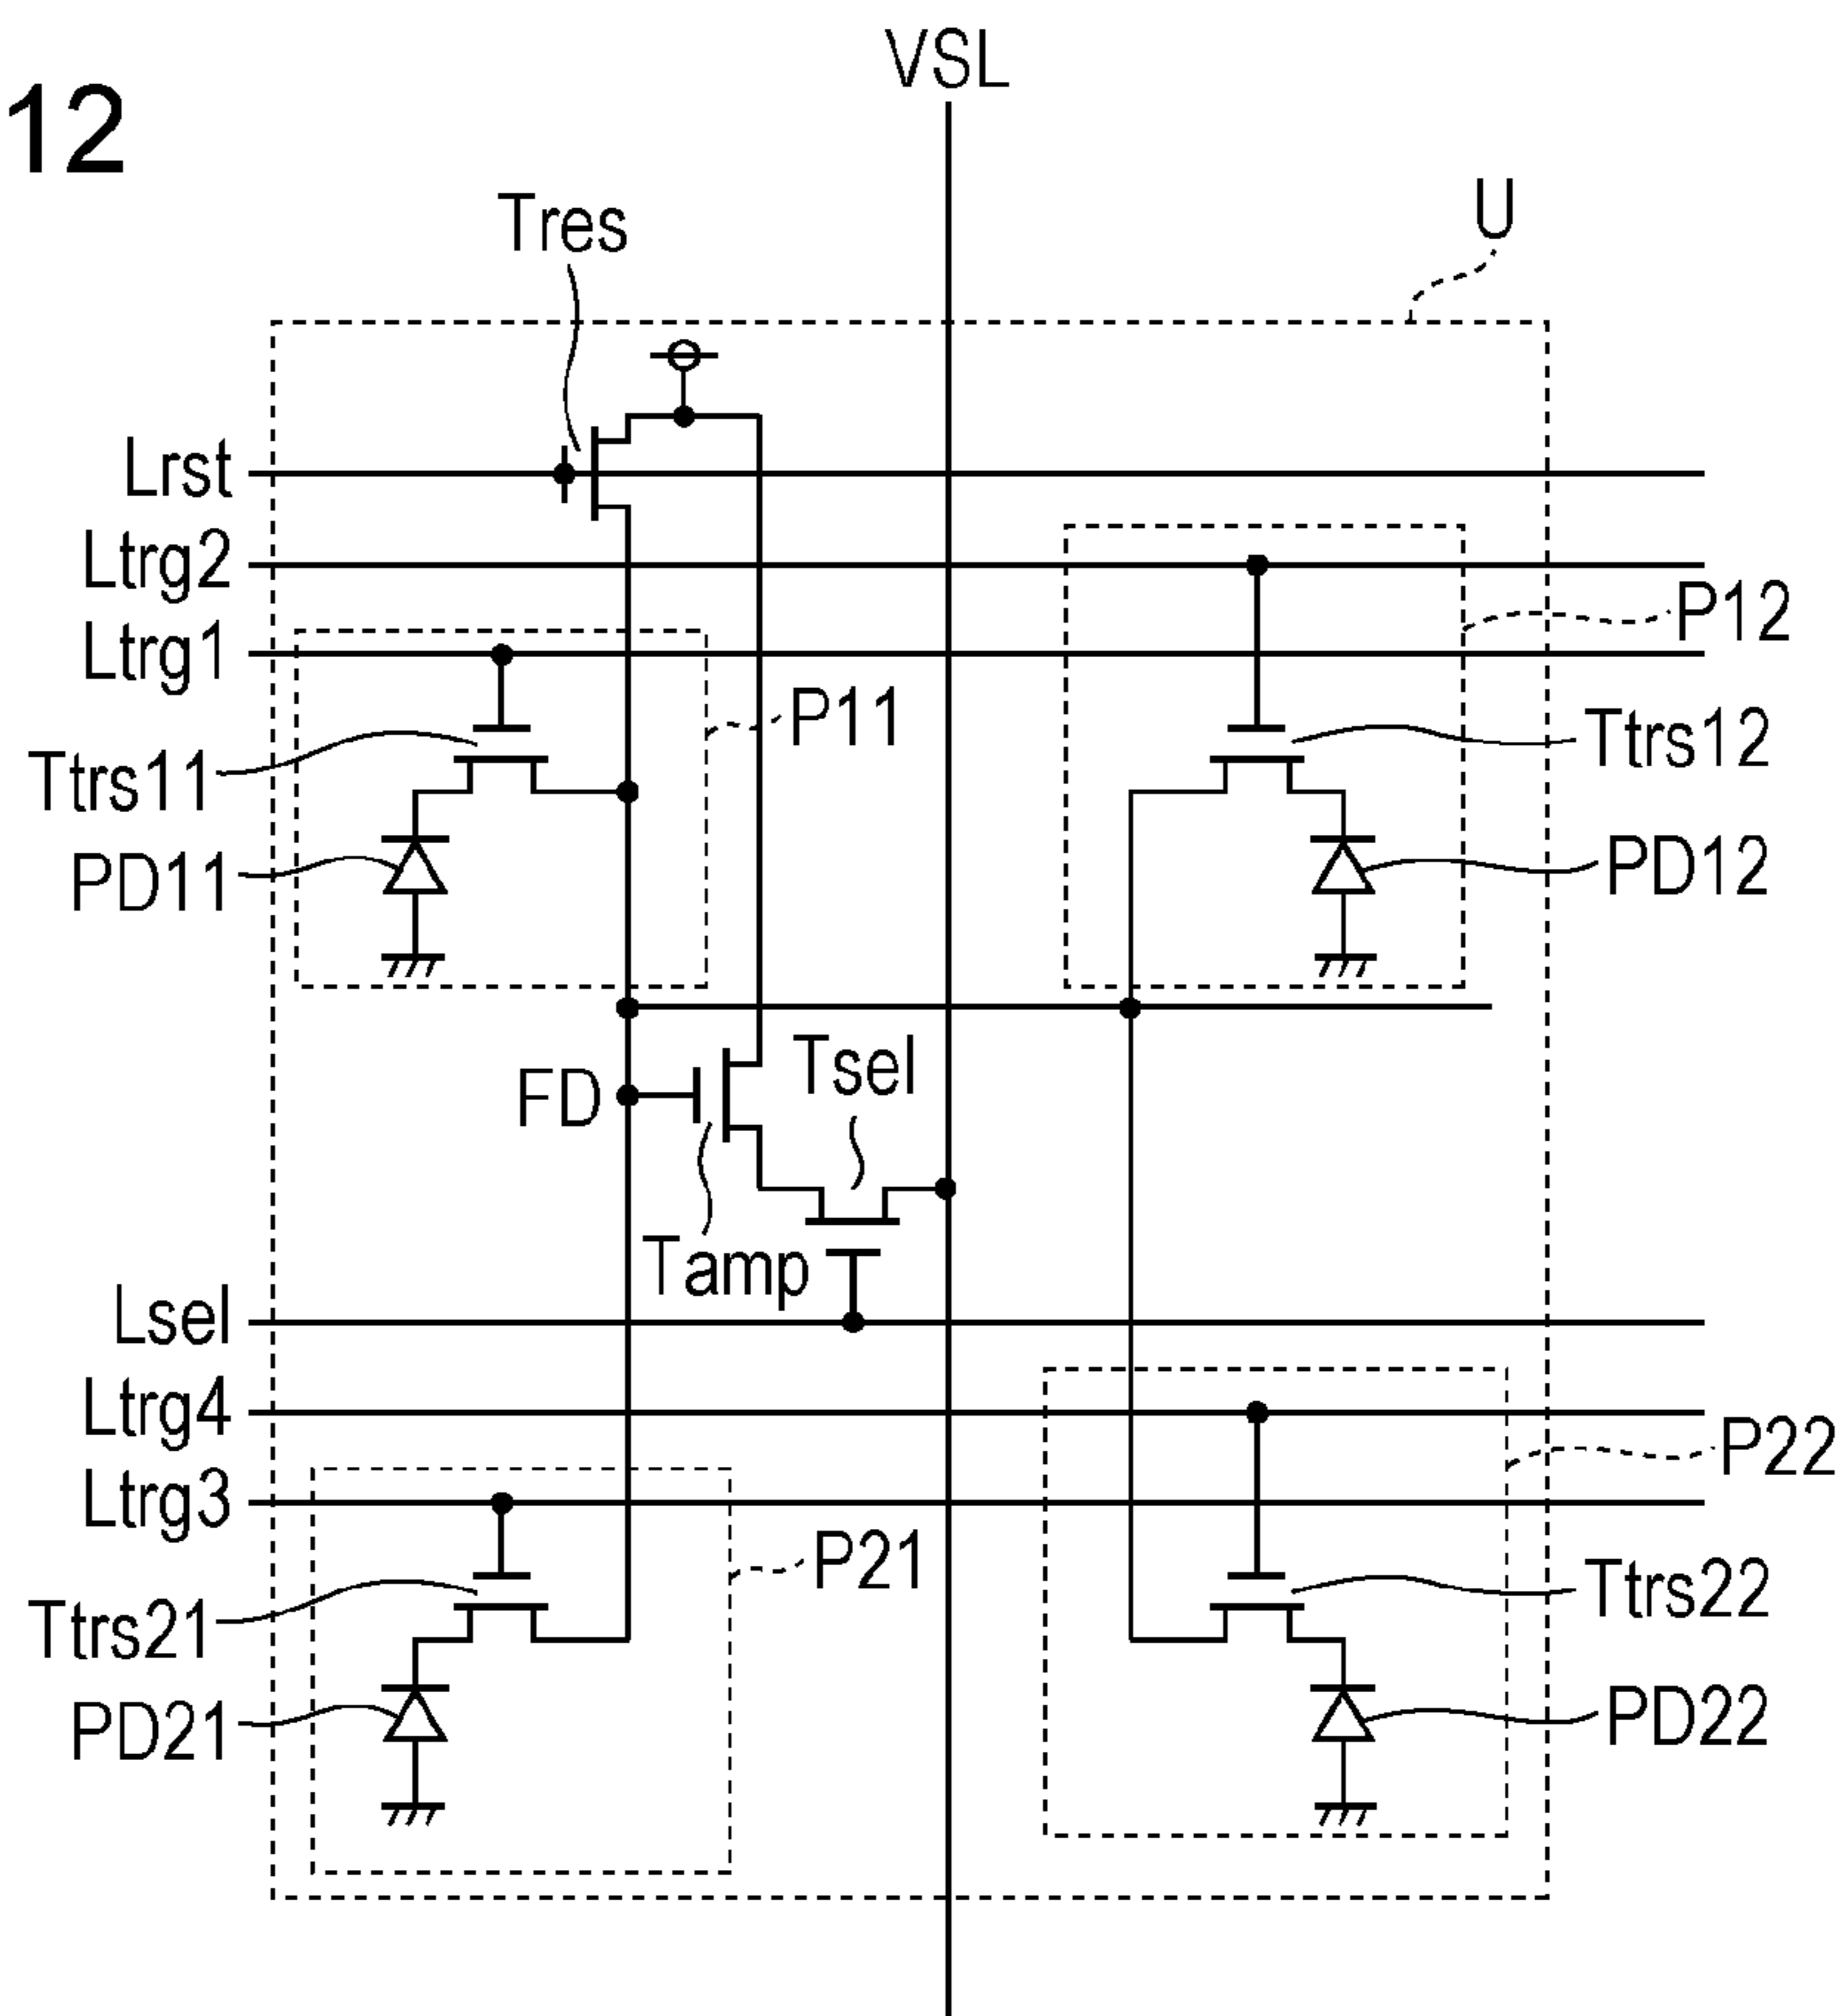 VSL
12
U
Tres
Lrst
Ltrg2
P12
Ltrg1
P11
Ttrs11
Ttrs12
PD11
PD12
Tsel
FD
Tamp
Lsel
Ltrg4
P22
Ltrg3
P21
Ttrs21
Ttrs22
PD21
PD22